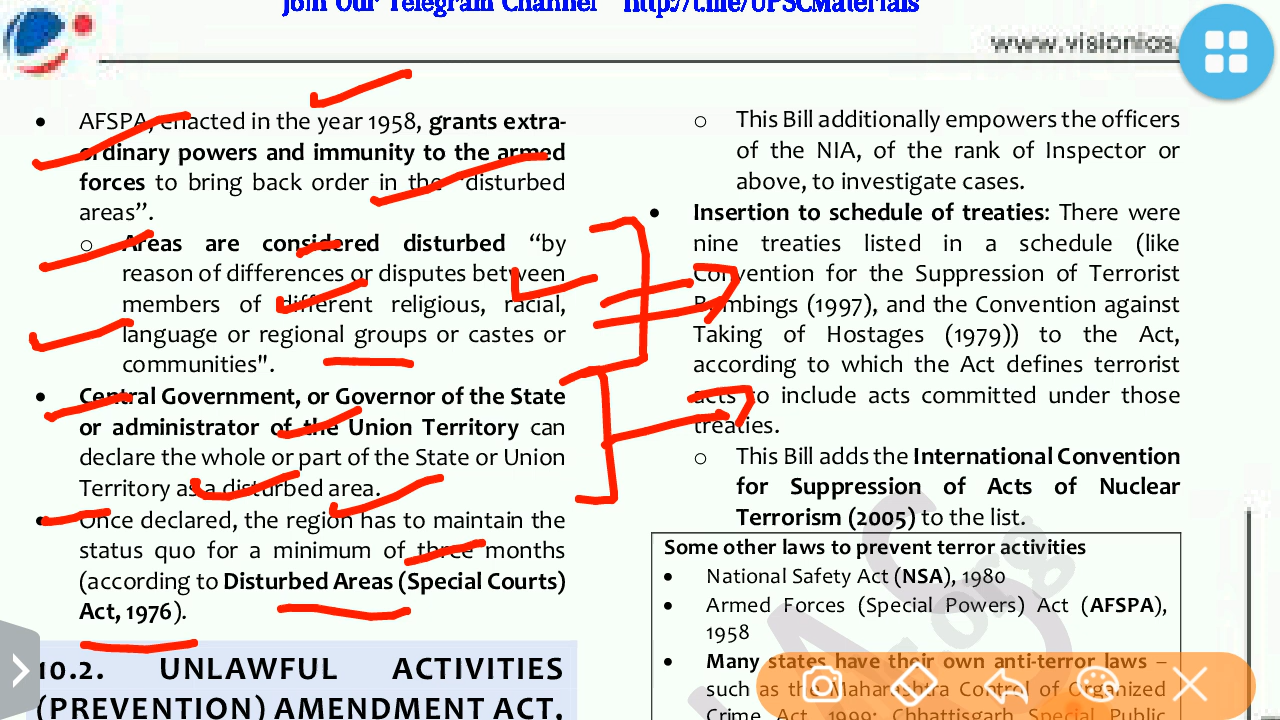 Join Our Telegram Channel http://t.me/UPSCMaterials
www.visionias.
• AFSPA, enacted in the year 1958, grants extra-
ordinary powers and immunity to the armed
forces to bring back order in the "disturbed
areas".
o Areas are considered disturbed "by
reason of differences or disputes between
members of different religious, racial,
language or regional groups or castes or
communities".
• Central Government, or Governor of the State
or administrator of the Union Territory can
declare the whole or part of the State or Union
Territory as a disturbed area.
• Once declared, the region has to maintain the
status quo for a minimum of three months
(according to Disturbed Areas (Special Courts)
Act, 1976).
10.2. UNLAWFUL ACTIVITIES
(PREVENTION) AMENDMENT ACT,
o This Bill additionally empowers the officers
of the NIA, of the rank of Inspector or
above, to investigate cases.
• Insertion to schedule of treaties: There were
nine treaties listed in a schedule (like
Convention for the Suppression of Terrorist
Bombings (1997), and the Convention against
Taking of Hostages (1979)) to the Act,
according to which the Act defines terrorist
acts to include acts committed under those
treaties.
o This Bill adds the International Convention
for Suppression of Acts of Nuclear
Terrorism (2005) to the list.
Some other laws to prevent terror activities
• National Safety Act (NSA), 1980
• Armed Forces (Special Powers) Act (AFSPA),
1958
• Many states have their own anti-terror laws –
such as the Maharashtra Control of Organized
Crime Act, 1999; Chhattisgarh Special Public